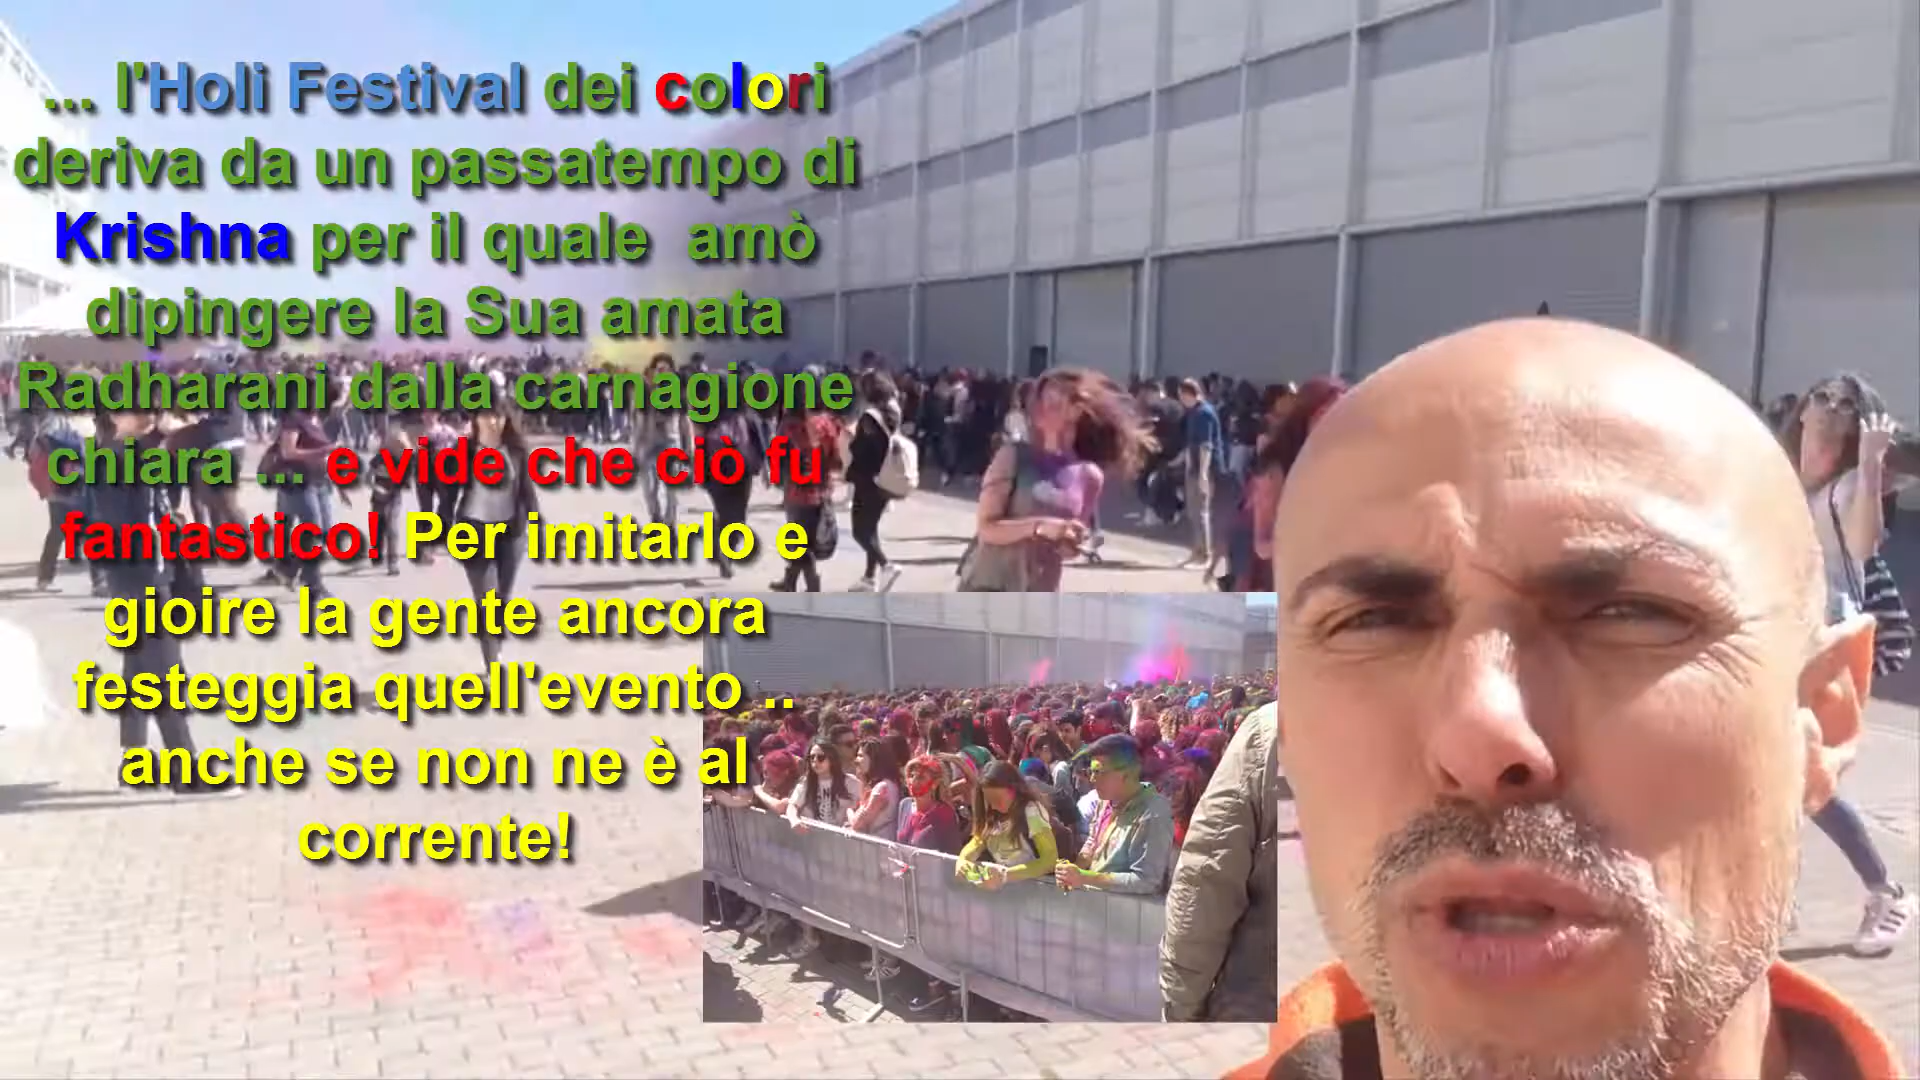 ... l'Holi Festival dei colori
deriva da un passatempo di
Krishna per il quale  amò
dipingere la Sua amata
Radharani dalla carnagione
chiara ... e vide che ciò fu
fantastico! Per imitarlo e
gioire la gente ancora
festeggia quell'evento ..
anche se non ne è al
corrente!